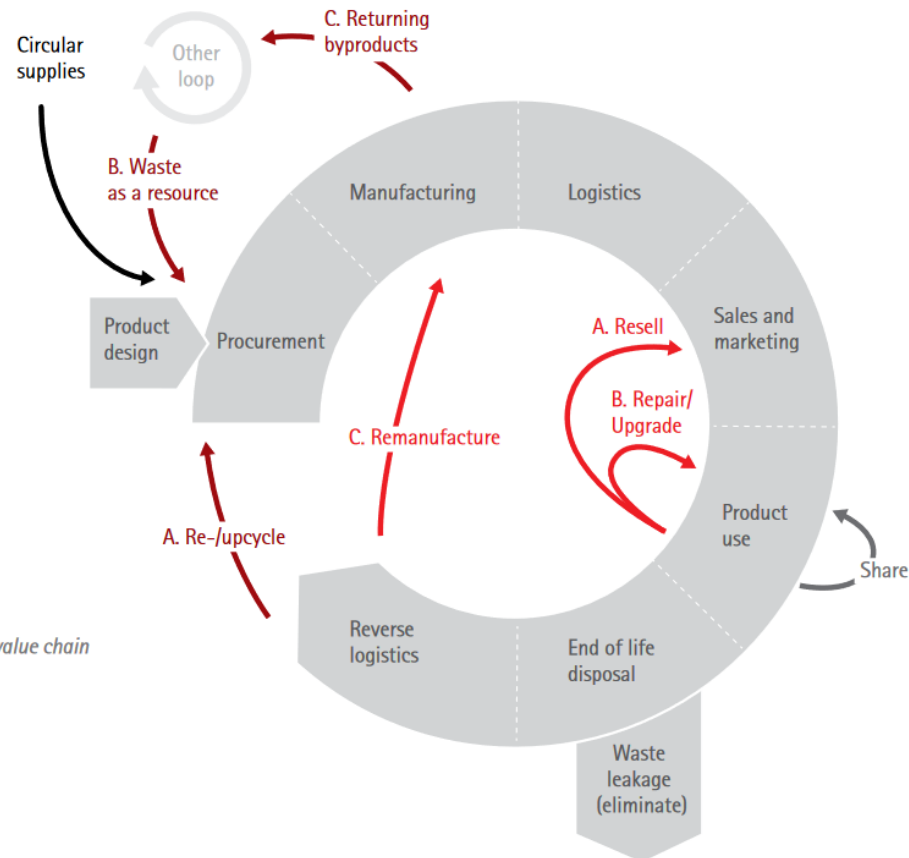 C. Returning
byproducts
Circular
supplies
Other
loop
B. Waste
as a resource
Manufacturing
Logistics
Product
design
Procurement
Sales and
marketing
A. Resell
B. Repair/
Upgrade
C. Remanufacture
A. Re-/upcycle
Product
use
Share
Reverse
logistics
End of life
disposal
value chain
Waste
leakage
(eliminate)